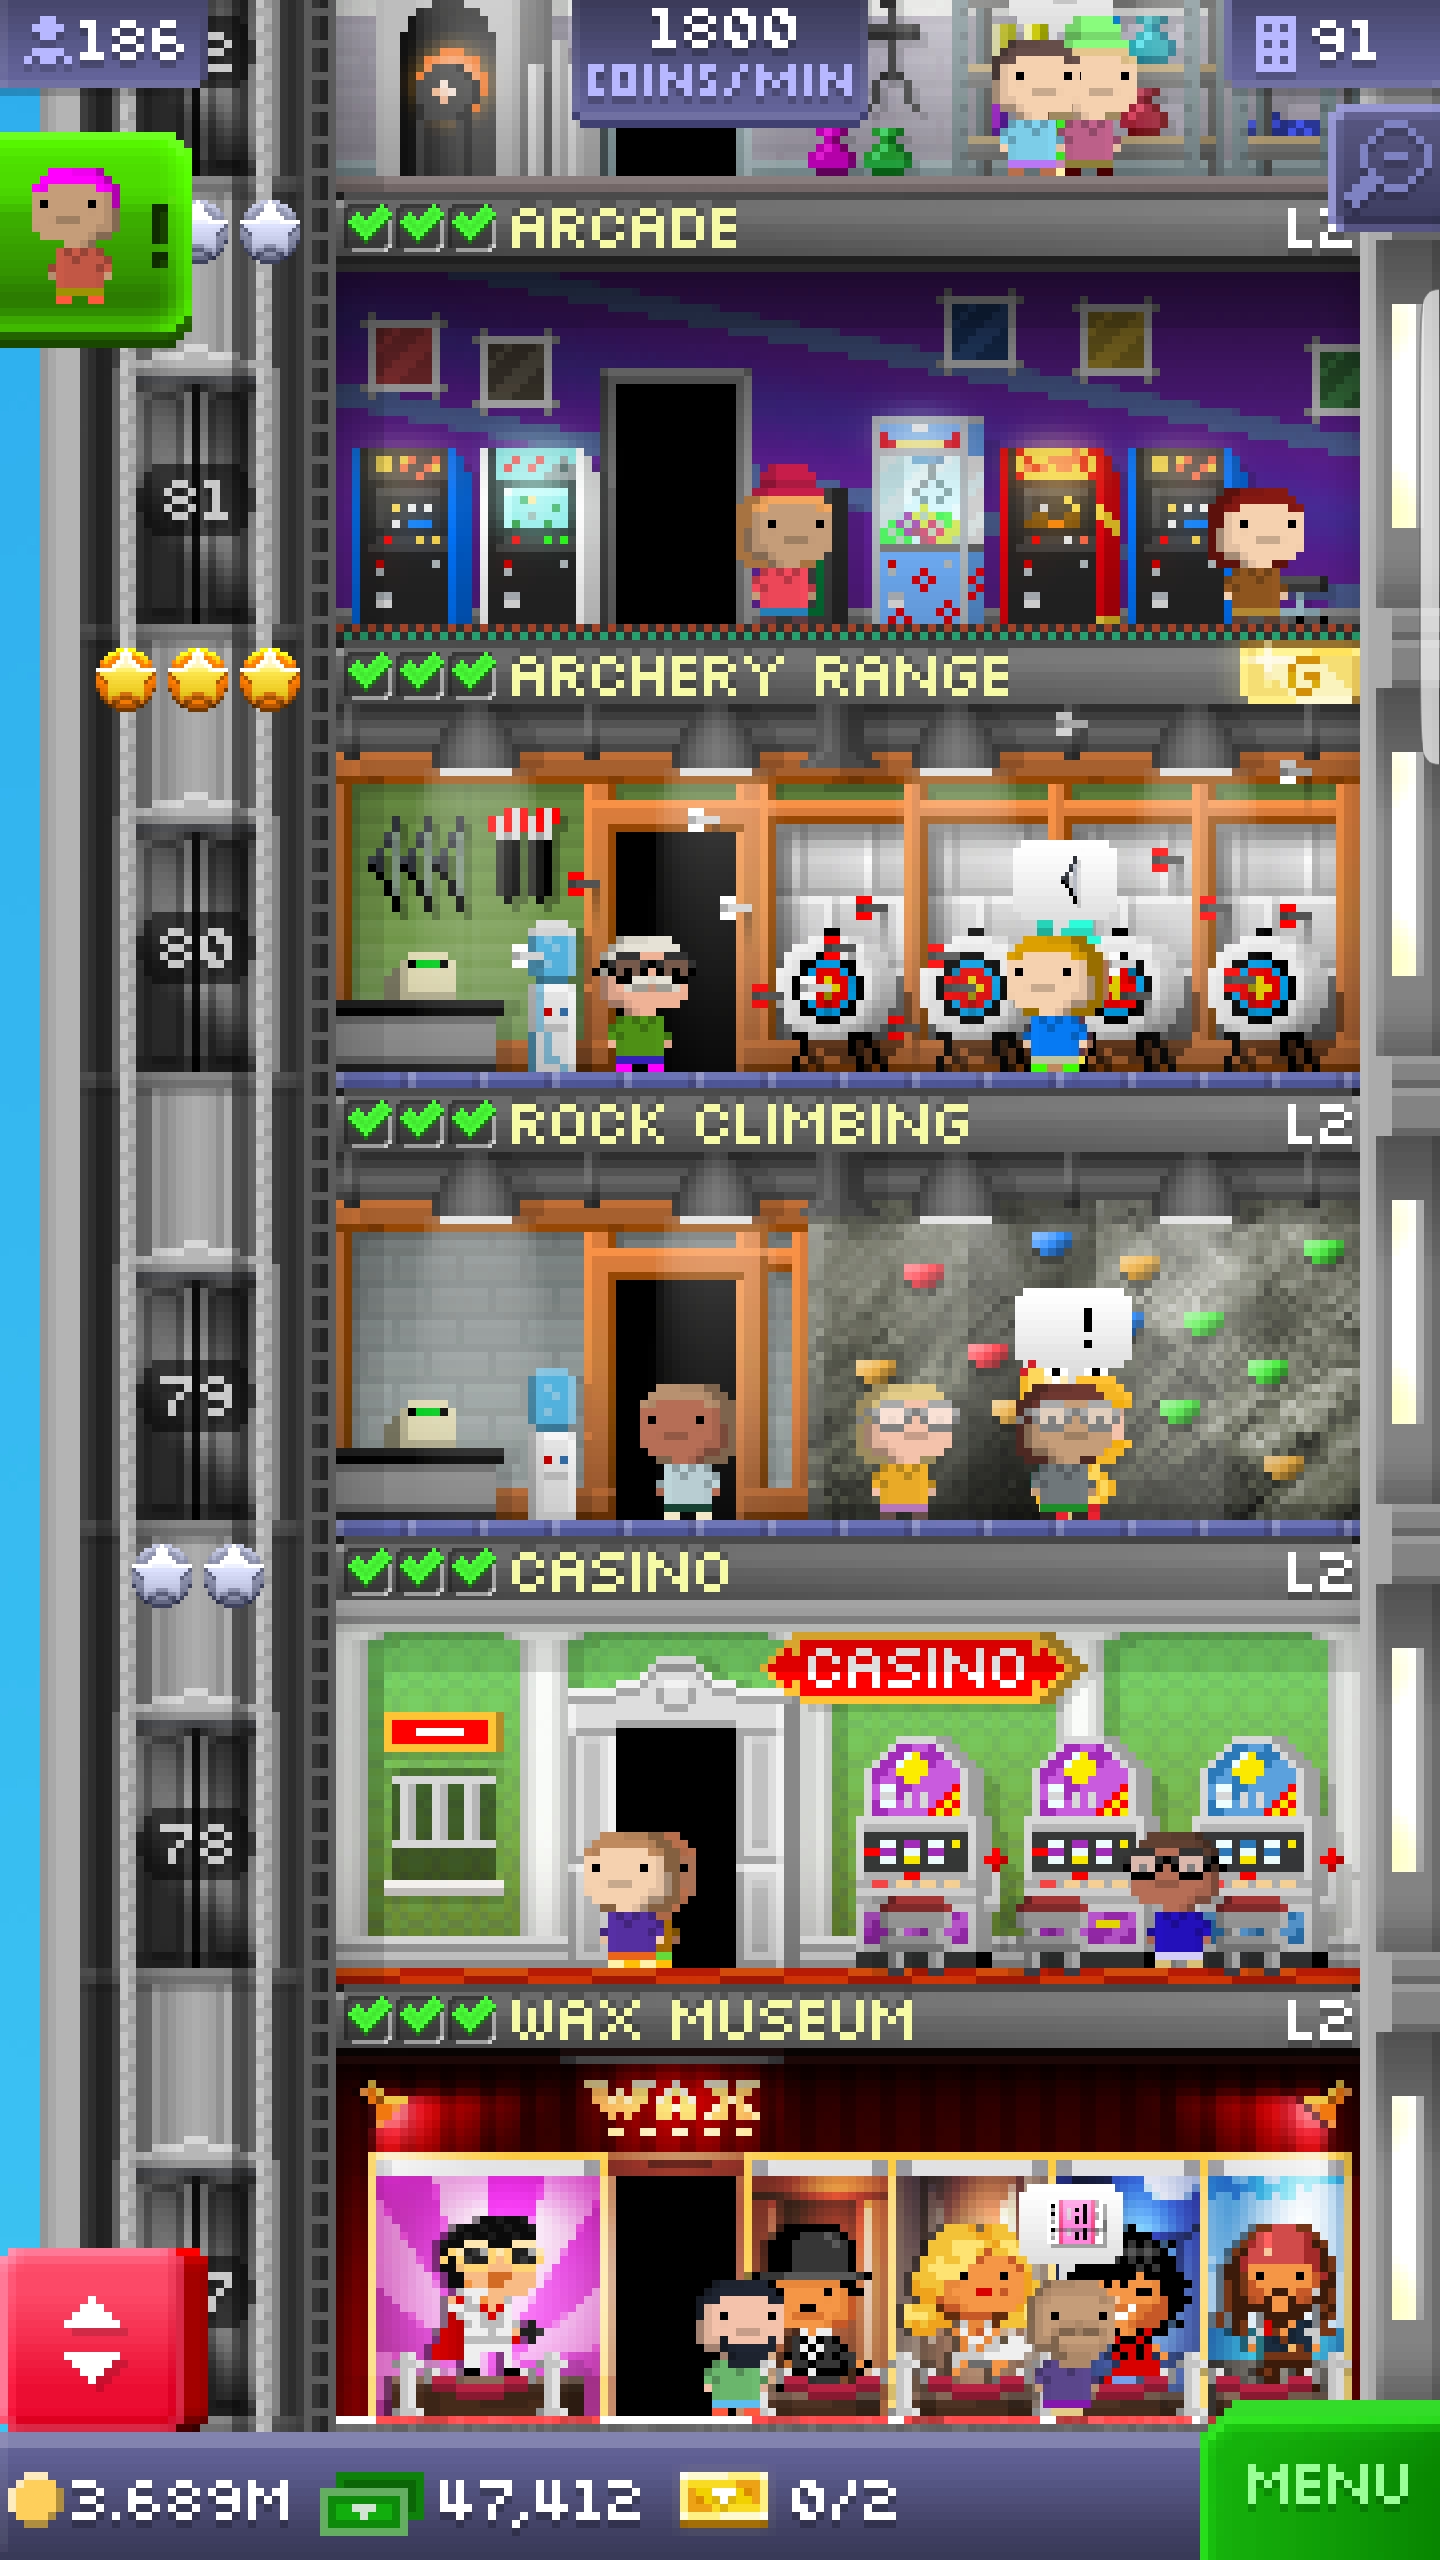 186
1800
COINS/MIN
91
ARCADE
L2
81
ARCHERY RANGE
G
80
ROCK CLIMBING
L2
!
79
CASINO
L2
CASINO
78
WAX MUSEUM
L2
WAX
7
3.689M
47,412
0/2
MENU